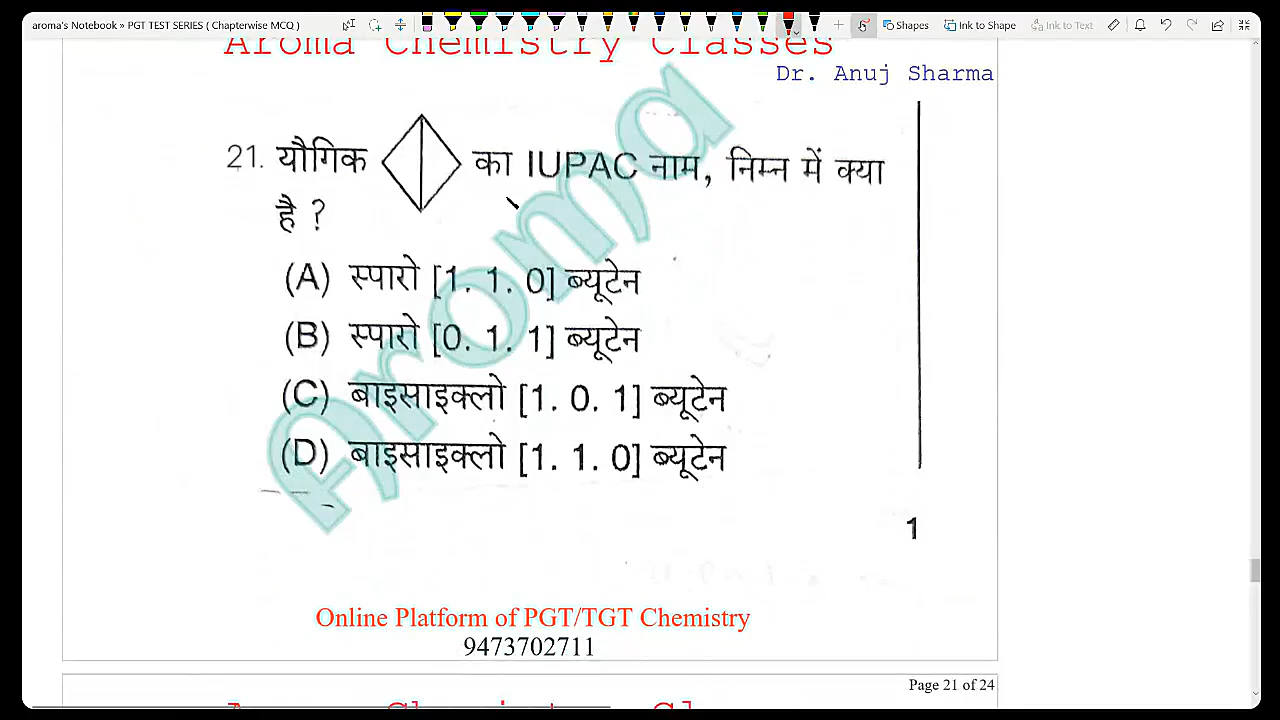 aroma's Notebook » PGT TEST SERIES ( Chapterwise MCQ )
Shapes
Ink to Shape
Ink to Text
Aroma Chemistry Classes
Dr. Anuj Sharma
21. यौगिक का IUPAC नाम, निम्न में क्या
है ?
(A) स्पारो [1. 1. 0] ब्यूटेन
(B) स्पारो [0. 1. 1] ब्यूटेन
(C) बाइसाइक्लो [1. 0. 1] ब्यूटेन
(D) बाइसाइक्लो [1. 1. 0] ब्यूटेन
Aroma
1
Online Platform of PGT/TGT Chemistry
9473702711
Page 21 of 24